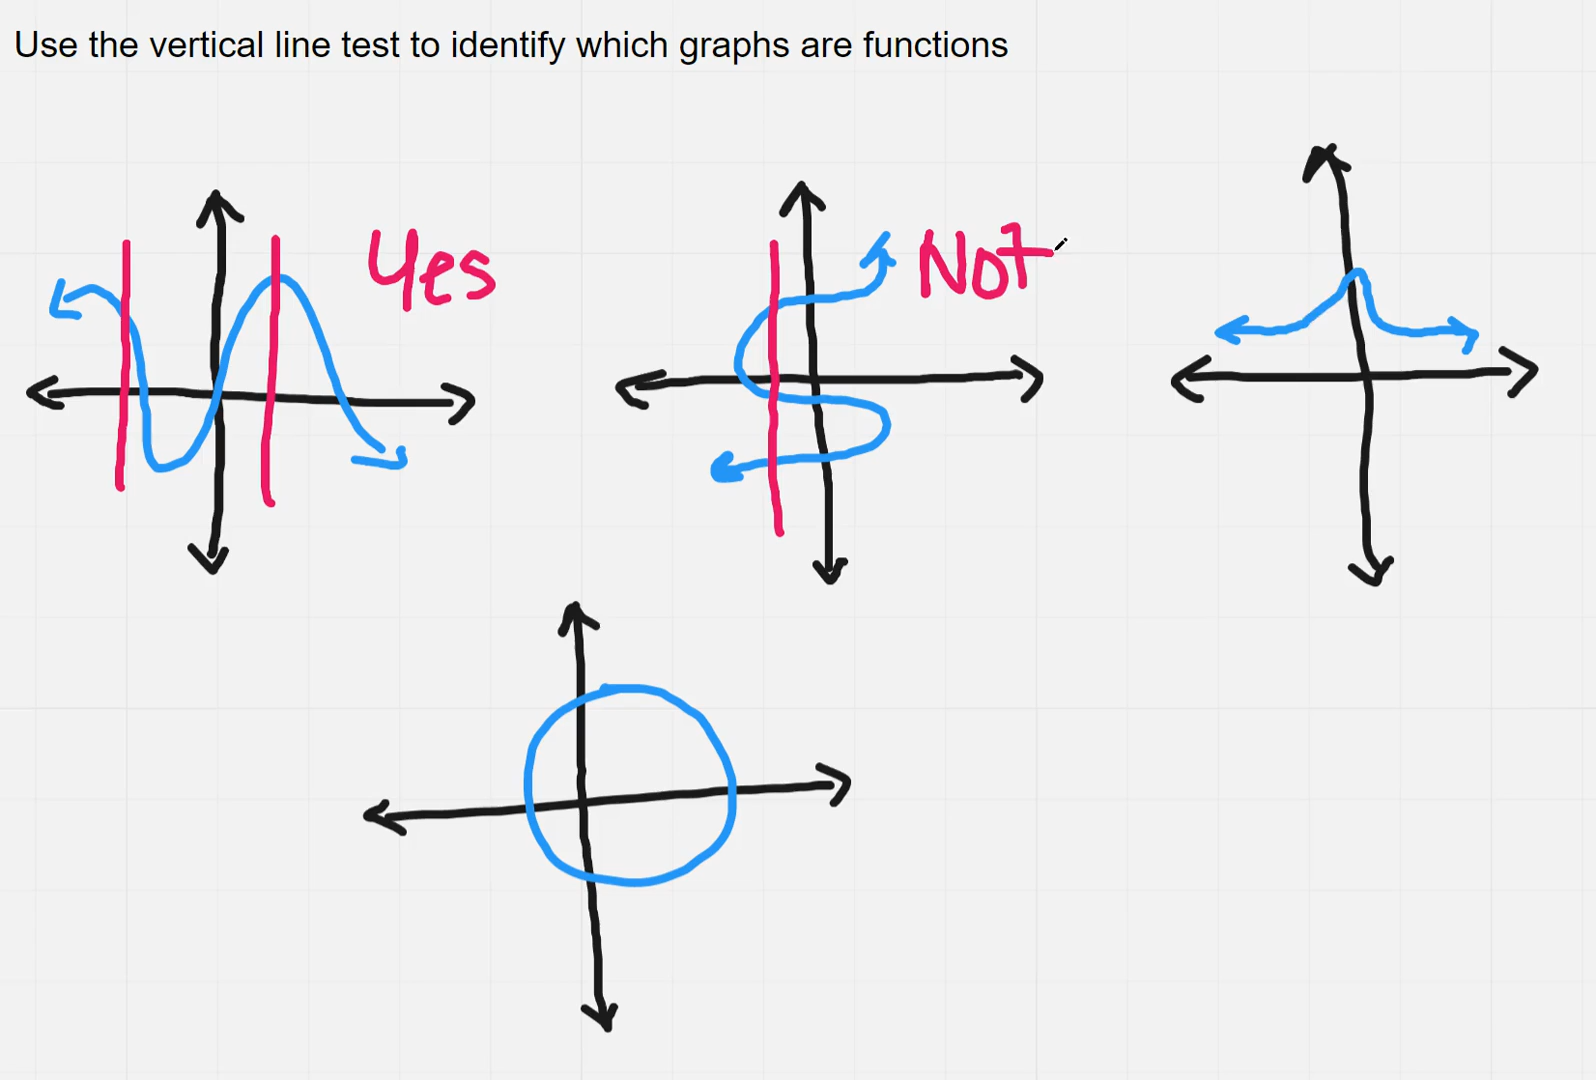 Use the vertical line test to identify which graphs are functions
Yes
Not